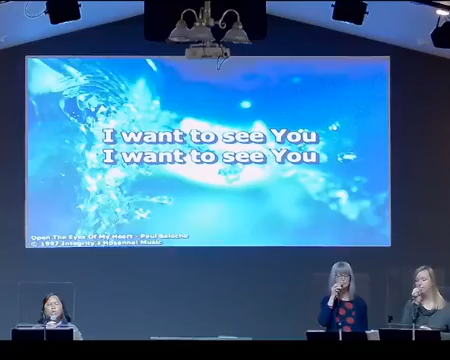 I want to see You
I want to see You
Open The Eyes Of My Heart - Paul Baloche
© 1997 Integrity's Hosanna! Music